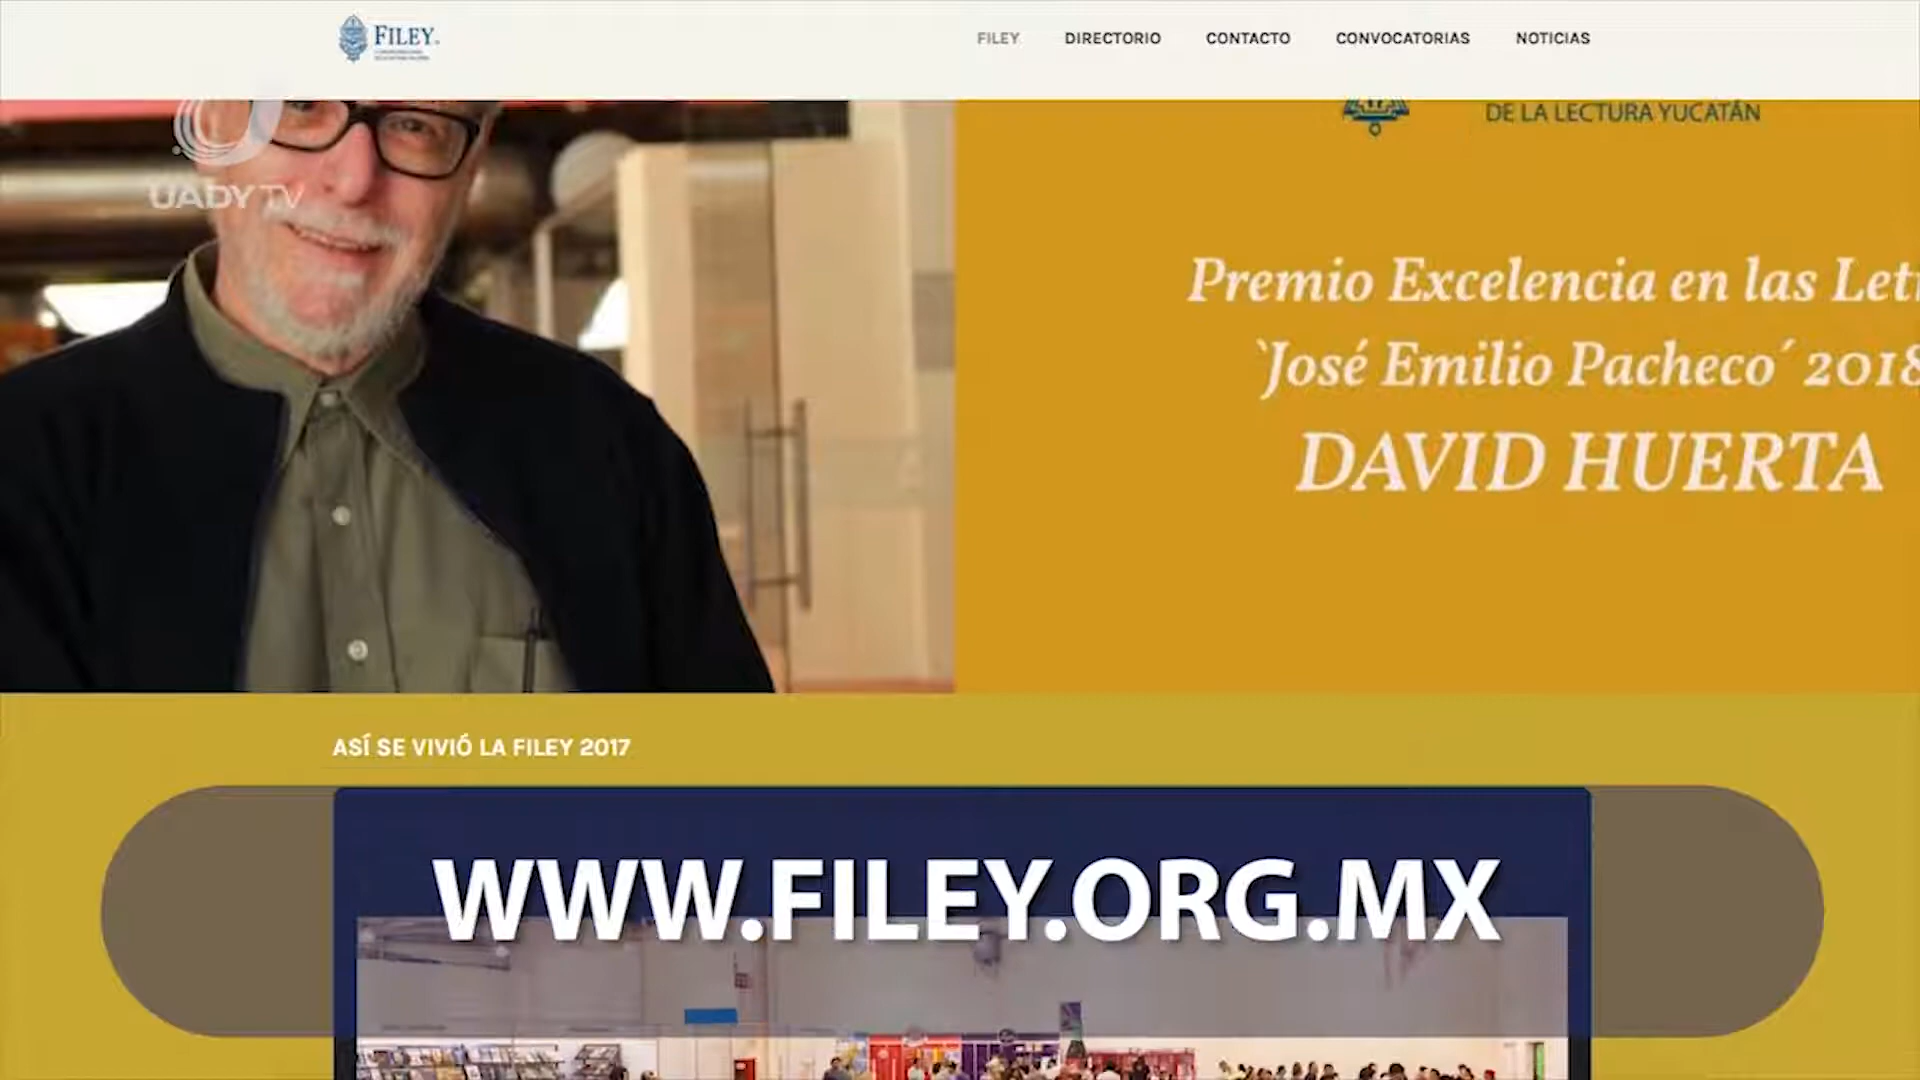 FILEY
FILEY DIRECTORIO CONTACTO CONVOCATORIAS NOTICIAS
UADY TV
DE LA LECTURA YUCATÁN
Premio Excelencia en las Let
`José Emilio Pacheco´ 2018
DAVID HUERTA
ASÍ SE VIVIÓ LA FILEY 2017
WWW.FILEY.ORG.MX